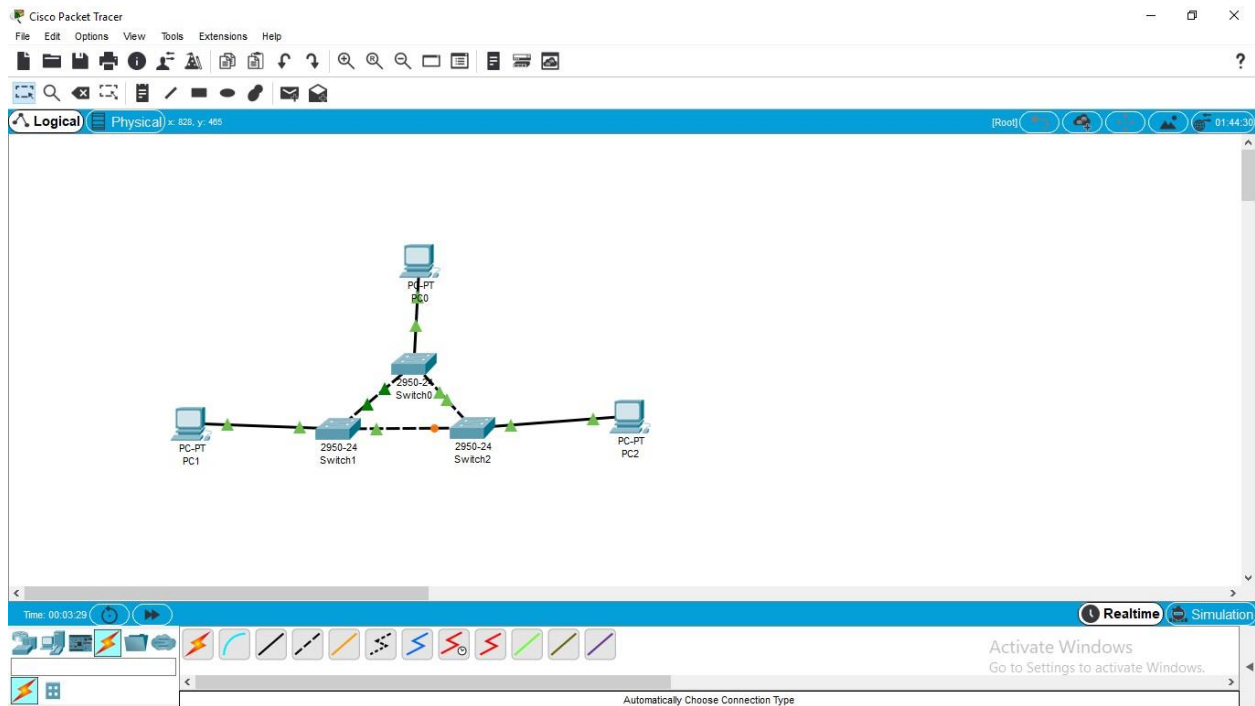 Cisco Packet Tracer
File Edit Options View Tools Extensions Help
?
Logical Physical x: 828, y: 465 [Root] 01:44:30
PC-PT
PC0
2950-24
Switch0
PC-PT
PC1
2950-24
Switch1
2950-24
Switch2
PC-PT
PC2
Time: 00:03:29 Realtime Simulation
Activate Windows
Go to Settings to activate Windows.
Automatically Choose Connection Type